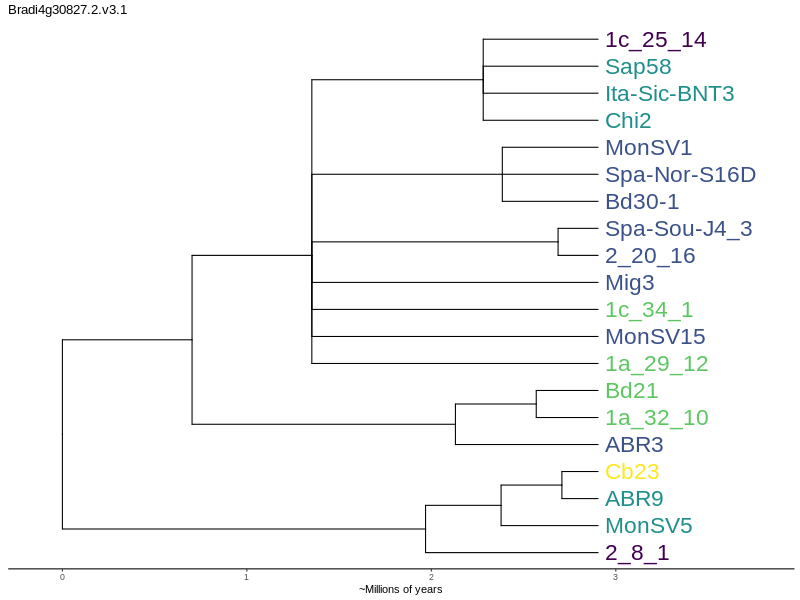 Bradi4g30827.2.v3.1
1c_25_14
Sap58
Ita-Sic-BNT3
Chi2
MonSV1
Spa-Nor-S16D
Bd30-1
Spa-Sou-J4_3
2_20_16
Mig3
1c_34_1
MonSV15
1a_29_12
Bd21
1a_32_10
ABR3
Cb23
ABR9
MonSV5
2_8_1
0 1 2 3
~Millions of years